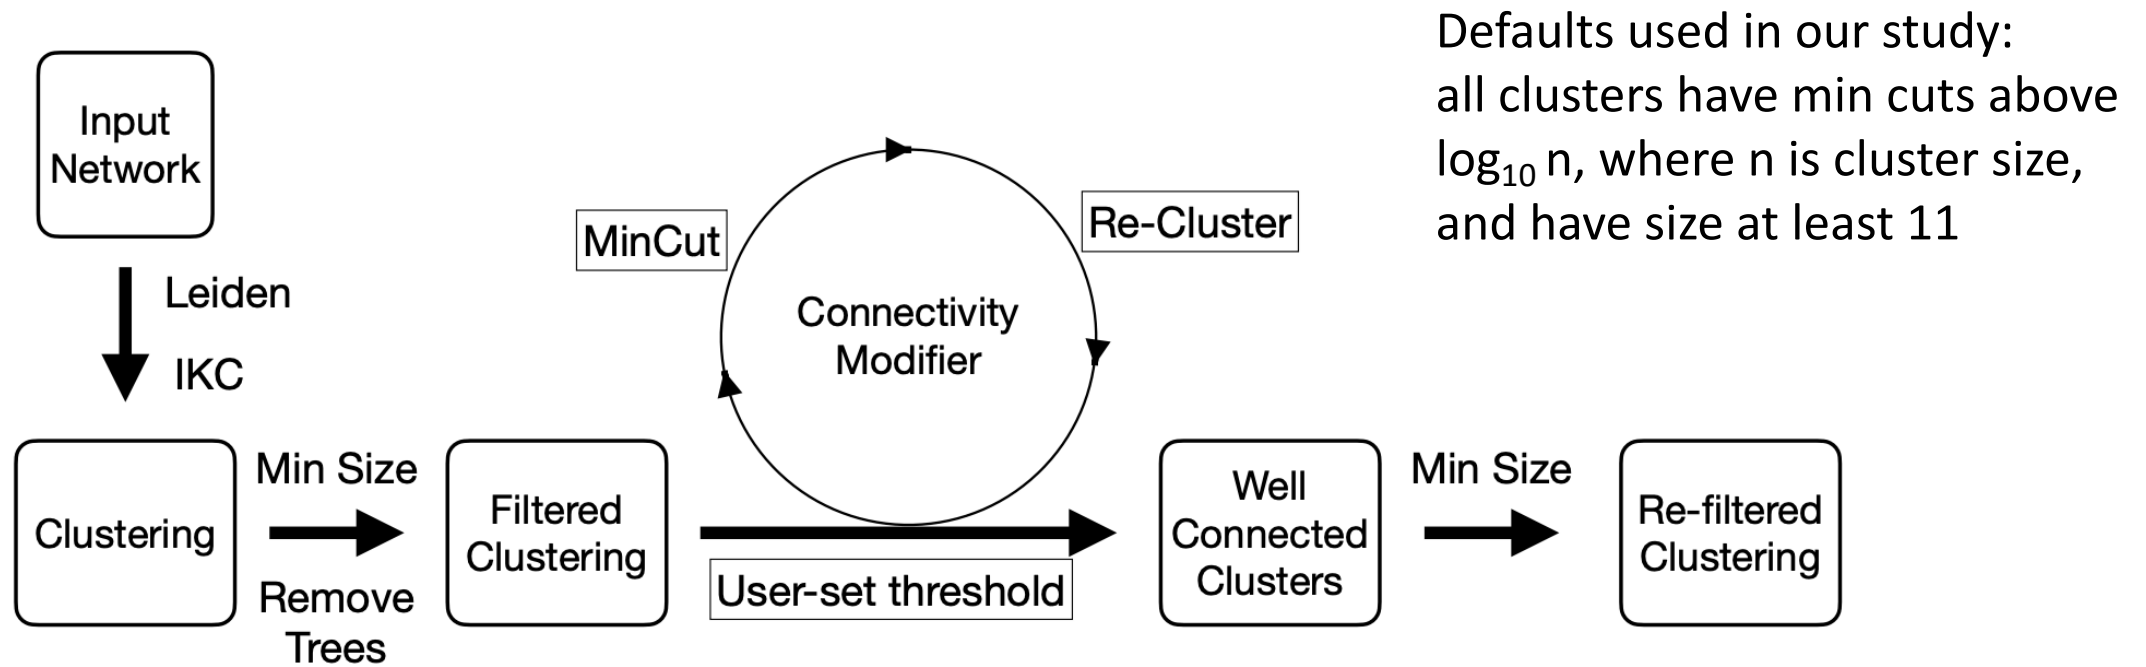 Defaults used in our study:
all clusters have min cuts above
log₁₀ n, where n is cluster size,
and have size at least 11
Input
Network
Leiden
IKC
MinCut
Re-Cluster
Connectivity
Modifier
Clustering
Min Size
Remove
Trees
Filtered
Clustering
User-set threshold
Well
Connected
Clusters
Min Size
Re-filtered
Clustering